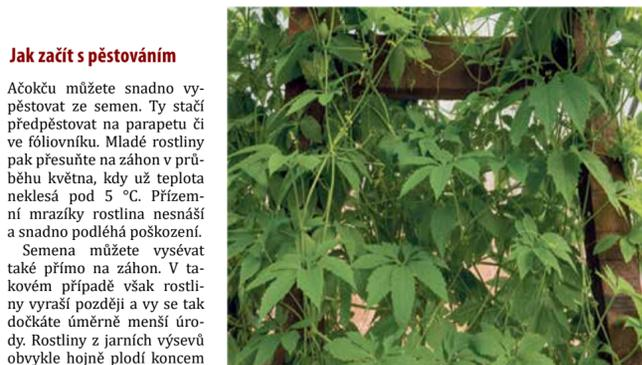 Jak začít s pěstováním
Ačokču můžete snadno vy-
pěstovat ze semen. Ty stačí
předpěstovat na parapetu či
ve fóliovníku. Mladé rostliny
pak přesuňte na záhon v prů-
běhu května, kdy už teplota
neklesá pod 5 °C. Přízem-
ní mrazíky rostlina nesnáší
a snadno podléhá poškození.
Semena můžete vysévat
také přímo na záhon. V ta-
kovém případě však rostli-
ny vyraší později a vy se tak
dočkáte úměrně menší úro-
dy. Rostliny z jarních výsevů
obvykle hojně plodí koncem